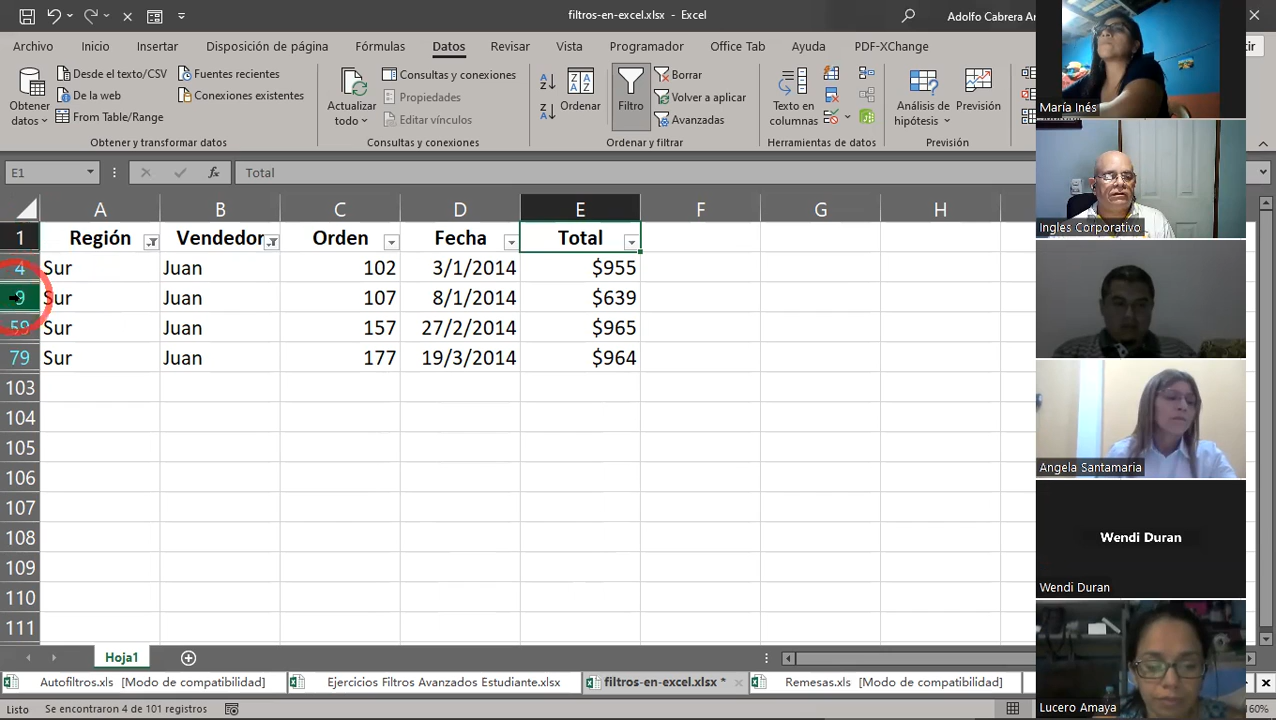 filtros-en-excel.xlsx - Excel
Adolfo Cabrera Ar
Archivo Inicio Insertar Disposición de página Fórmulas Datos Revisar Vista Programador Office Tab Ayuda PDF-XChange
Obtener datos
Desde el texto/CSV
De la web
From Table/Range
Fuentes recientes
Conexiones existentes
Obtener y transformar datos
Actualizar todo
Consultas y conexiones
Propiedades
Editar vínculos
Consultas y conexiones
Ordenar
Filtro
Borrar
Volver a aplicar
Avanzadas
Ordenar y filtrar
Texto en columnas
Herramientas de datos
Análisis de hipótesis
Previsión
Previsión
E1 fx Total
A B C D E F G H
1 Región Vendedor Orden Fecha Total
4 Sur Juan 102 3/1/2014 $955
9 Sur Juan 107 8/1/2014 $639
59 Sur Juan 157 27/2/2014 $965
79 Sur Juan 177 19/3/2014 $964
103
104
105
106
107
108
109
110
111
Hoja1
Autofiltros.xls [Modo de compatibilidad]
Ejercicios Filtros Avanzados Estudiante.xlsx
filtros-en-excel.xlsx *
Remesas.xls [Modo de compatibilidad]
Listo Se encontraron 4 de 101 registros
160%
María Inés
Ingles Corporativo
Angela Santamaria
Wendi Duran
Wendi Duran
Lucero Amaya